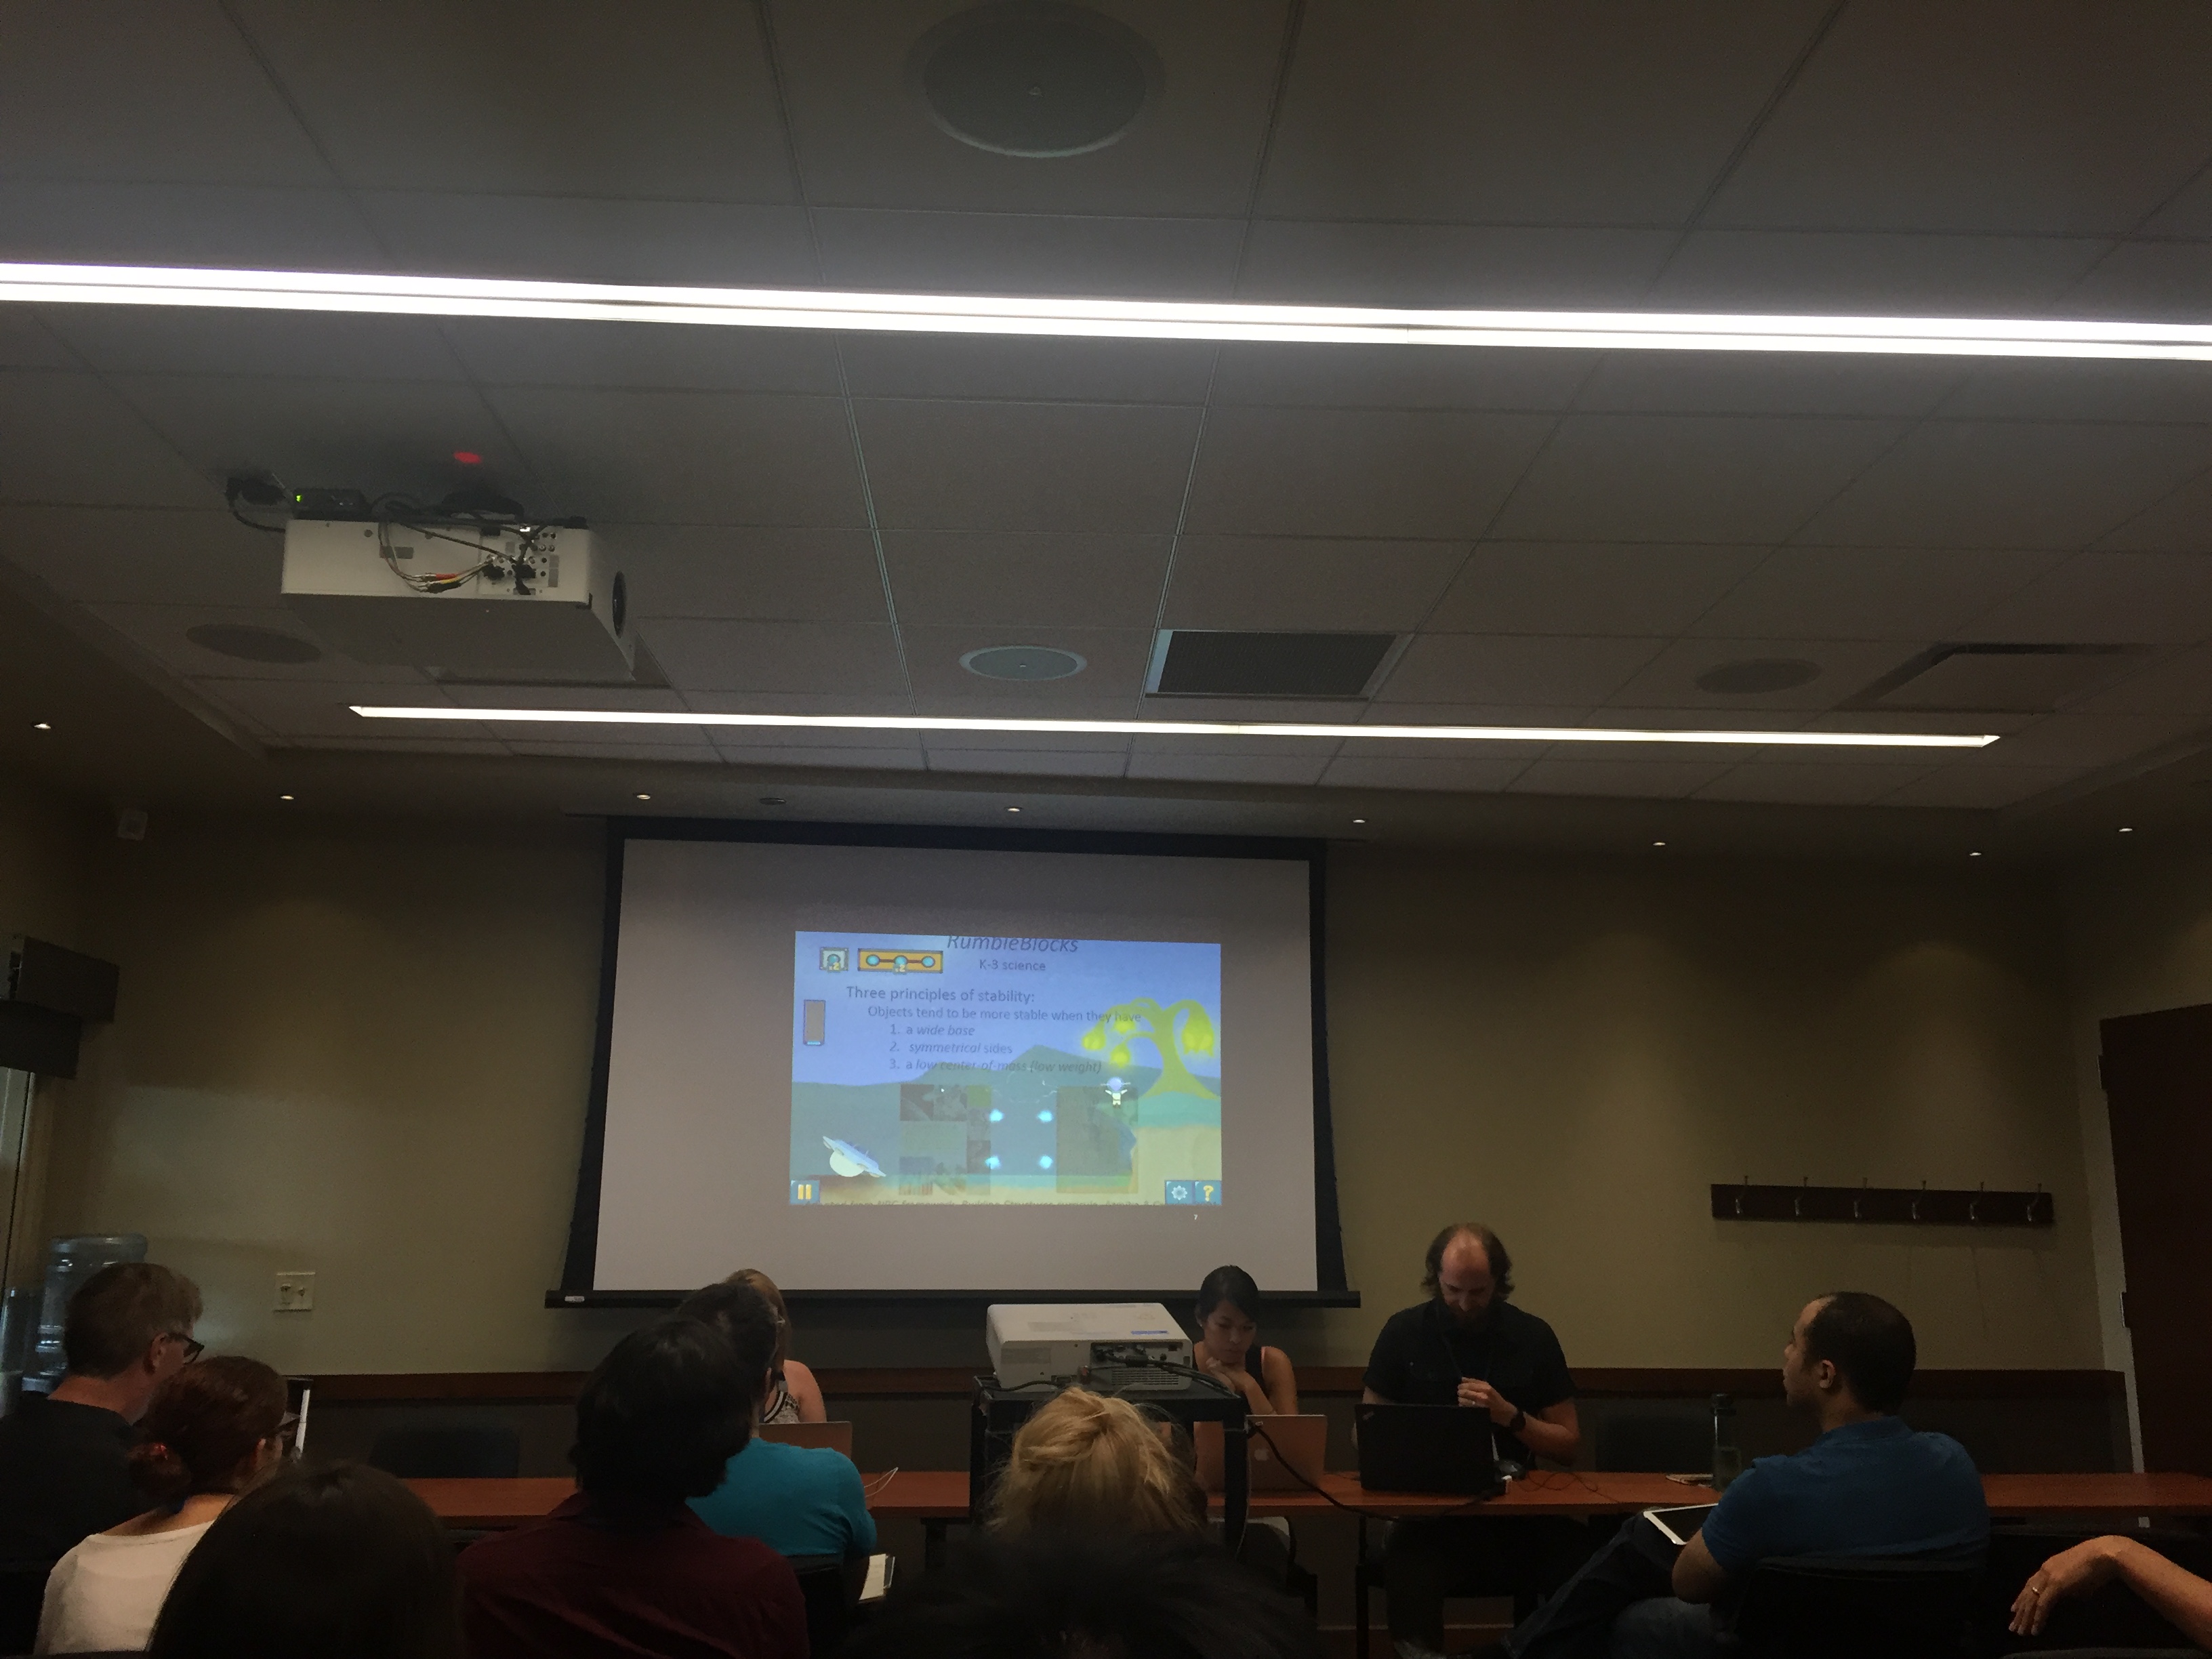 RumbleBlocks
K-3 science
Three principles of stability:
Objects tend to be more stable when they have
1. a wide base
2. symmetrical sides
3. a low center-of-mass (low weight)
?
7